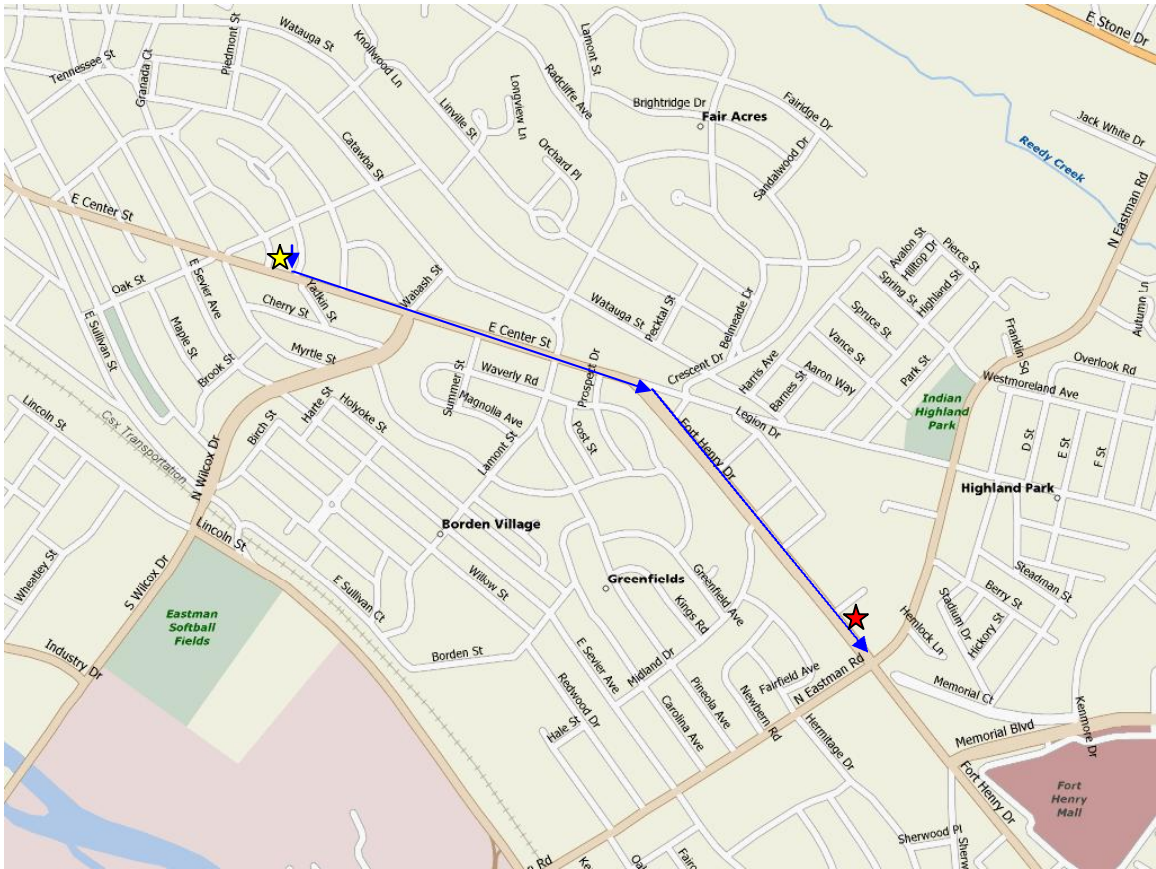 E Stone Dr
Watauga St
Piedmont St
Tennessee St
Granada Ct
Knollwood Ln
Lamont St
Radcliffe Ave
Longview Ln
Linville St
Brightridge Dr
Fair Acres
Fairidge Dr
Jack White Dr
Reedy Creek
Catawba St
Orchard Pl
Sandalwood Dr
N Eastman Rd
E Center St
Avalon St
Hilltop Dr
Pierce St
Spring St
Highland St
Oak St
E Sevier Ave
Yadkin St
Wabash St
Cherry St
Watauga St
Pecktal St
Belmeade Dr
Spruce St
Vance St
Autumn Ln
E Sullivan St
Maple St
Myrtle St
Brook St
E Center St
Franklin Sq
Waverly Rd
Summer St
Prospect Dr
Crescent Dr
Harris Ave
Barnes St
Aaron Way
Park St
Overlook Rd
Westmoreland Ave
Indian
Highland
Park
Lincoln St
Csx Transportation
Birch St
Harte St
Holyoke St
Magnolia Ave
Lamont St
Post St
Fort Henry Dr
Legion Dr
D St
E St
F St
N Wilcox Dr
Highland Park
Lincoln St
Borden Village
Wheatley St
S Wilcox Dr
Eastman
Softball
Fields
E Sullivan Ct
Willow St
Greenfields
Greenfield Ave
Kings Rd
Steadman St
Berry St
Stadium Dr
Hickory St
Hemlock Ln
Industry Dr
Borden St
E Sevier Ave
Midland Dr
Fairfield Ave
N Eastman Rd
Redwood Dr
Hale St
Carolina Ave
Pineola Ave
Newbern Rd
Hermitage Dr
Memorial Ct
Memorial Blvd
Kenmore Dr
Fort Henry Dr
Fort
Henry
Mall
Sherwood Pl
Sherw
n Rd
Ke
Oa
Fairc